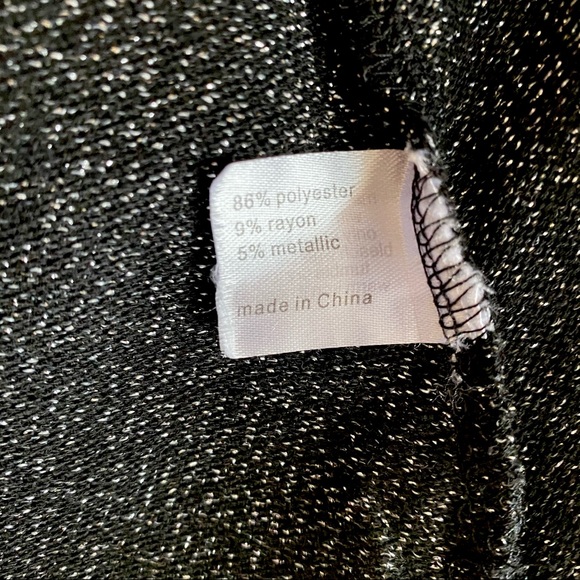 86% polyester
9% rayon
5% metallic
made in China